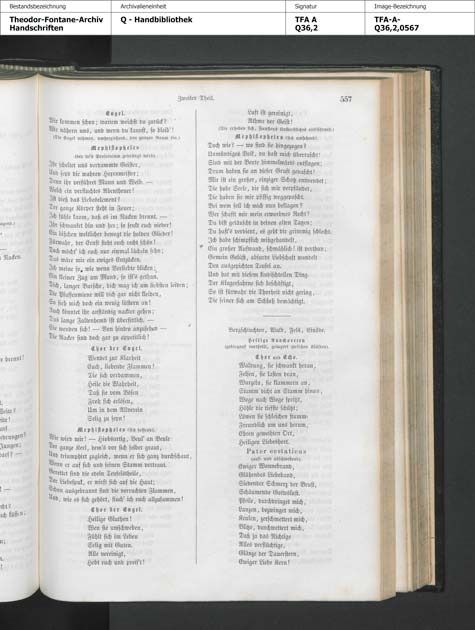 Bestandsbezeichnung
Archivalieneinheit
Signatur
Image-Bezeichnung
Theodor-Fontane-Archiv
Handschriften
Q - Handbibliothek
TFA A
Q36,2
TFA-A-
Q36,2,0567
Zweiter Theil.
557
Engel.
Wir kommen schon; warum weichst du zurück?
Wir nähern uns, und wenn du kannst, so bleib'!
(Die Engel nehmen, umherziehend, den ganzen Raum ein.)
Mephistopheles
(der in's Proscenium gedrängt wird).
Ihr scheltet uns verdammte Geister,
Und seid die wahren Hexenmeister;
Denn ihr verführet Mann und Weib. —
Welch ein verfluchtes Abentheuer!
Ist dieß das Liebeselement?
Der ganze Körper steht in Feuer;
Ich fühle kaum, daß es im Nacken brennt. —
Ihr schwanket hin und her; so senkt euch nieder!
Ein bischen weltlicher bewegt die holden Glieder!
Fürwahr, der Ernst steht euch recht schön!
Doch möcht' ich euch nur einmal lächeln sehn;
Das wäre mir ein ewiges Entzücken.
Ich meine so, wie wenn Verliebte blicken;
Ein kleiner Zug am Mund, so ist's gethan.
Dich, langer Bursche, dich mag ich am liebsten leiden;
Die Pfaffenmiene will dich gar nicht kleiden,
So sieh mich doch ein wenig lüstern an!
Auch könntet ihr anständig nackter gehen;
Das lange Faltenhemd ist übersittlich. —
Sie wenden sich! — Von hinten anzusehen —
Die Racker sind doch gar zu appetitlich!
Chor der Engel.
Wendet zur Klarheit
Euch, liebende Flammen!
Die sich verdammen,
Heile die Wahrheit,
Daß sie vom Bösen
Froh sich erlösen,
Um in dem Allverein
Selig zu seyn!
Mephistopheles (sich fassend).
Wie wird mir! — Hiobsartig, Beul' an Beule
Der ganze Kerl, dem's vor sich selber graut,
Und triumphirt zugleich, wenn er sich ganz durchschaut,
Wenn er auf sich und seinen Stamm vertraut.
Gerettet sind die edeln Teufelstheile,
Der Liebespuk, er wirft sich auf die Haut;
Schon ausgebrannt sind die verruchten Flammen,
Und, wie es sich gehört, fluch' ich euch allzusammen!
Chor der Engel.
Heilige Gluthen!
Wen sie umschweben,
Fühlt sich im Leben
Selig mit Guten.
Alle vereinigt,
Hebt euch und preis't!
Luft ist gereinigt,
Athme der Geist!
(Sie erheben sich, Faustens Unsterbliches entführend.)
Mephistopheles (sich umsehend).
Doch wie? — wo sind sie hingezogen?
Unmündiges Volk, du hast mich überrascht!
Sind mit der Beute himmelwärts entflogen;
Drum haben sie an dieser Gruft genascht!
Mir ist ein großer, einziger Schatz entwendet:
Die hohe Seele, die sich mir verpfändet,
Die haben sie mir pfiffig weggepascht.
Bei wem soll ich mich nun beklagen?
Wer schafft mir mein erworbnes Recht?
Du bist getäuscht in deinen alten Tagen;
Du hast's verdient, es geht dir grimmig schlecht.
Ich habe schimpflich mißgehandelt,
Ein großer Aufwand, schmählich! ist verthan;
Gemein Gelüst, absurde Liebschaft wandelt
Den ausgepichten Teufel an.
Und hat mit diesem kindischtollen Ding
Der Klugerfahrne sich beschäftigt,
So ist fürwahr die Thorheit nicht gering,
Die seiner sich am Schluß bemächtigt.
Bergschluchten, Wald, Fels, Einöde.
Heilige Anachoreten
(gebirgauf vertheilt, gelagert zwischen Klüften).
Chor und Echo.
Waldung, sie schwankt heran,
Felsen, sie lasten dran,
Wurzeln, sie klammern an,
Stamm dicht an Stamm hinan,
Woge nach Woge spritzt,
Höhle die tiefste schützt;
Löwen sie schleichen stumm-
Freundlich um uns herum,
Ehren geweihten Ort,
Heiligen Liebeshort.
Pater ecstaticus
(auf- und abschwebend).
Ewiger Wonnebrand,
Glühendes Liebeband,
Siedender Schmerz der Brust,
Schäumende Gotteslust.
Pfeile, durchdringet mich,
Lanzen, bezwinget mich,
Keulen, zerschmettert mich,
Blitze, durchwettert mich,
Daß ja das Nichtige
Alles verflüchtige,
Glänze der Dauerstern,
Ewiger Liebe Kern!